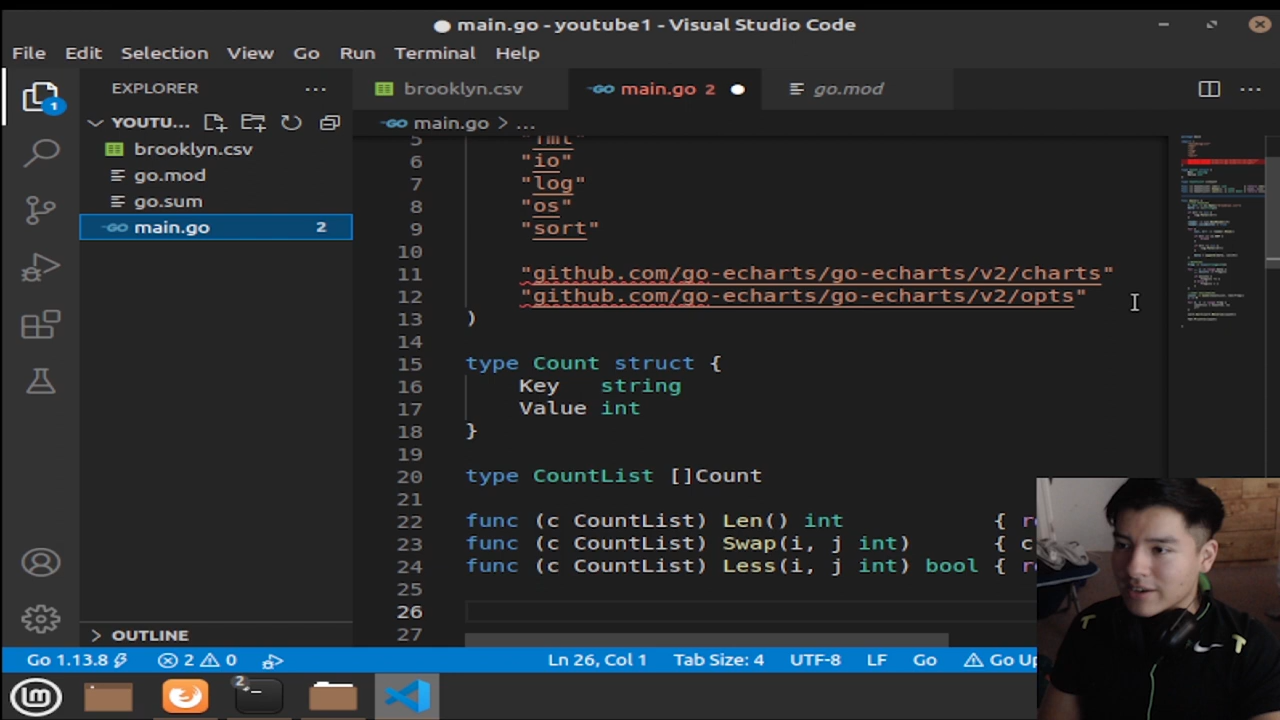 main.go - youtube1 - Visual Studio Code
File Edit Selection View Go Run Terminal Help
EXPLORER
brooklyn.csv main.go 2 go.mod
YOUTU...
main.go > ...
brooklyn.csv
go.mod
go.sum
main.go 2
1
5 "fmt"
6 "io"
7 "log"
8 "os"
9 "sort"
10
11 "github.com/go-echarts/go-echarts/v2/charts"
12 "github.com/go-echarts/go-echarts/v2/opts"
13 )
14
15 type Count struct {
16 Key string
17 Value int
18 }
19
20 type CountList []Count
21
22 func (c CountList) Len() int {
23 func (c CountList) Swap(i, j int) { c
24 func (c CountList) Less(i, j int) bool {
25
26
27
OUTLINE
Go 1.13.8 2 0 Ln 26, Col 1 Tab Size: 4 UTF-8 LF Go Go
2